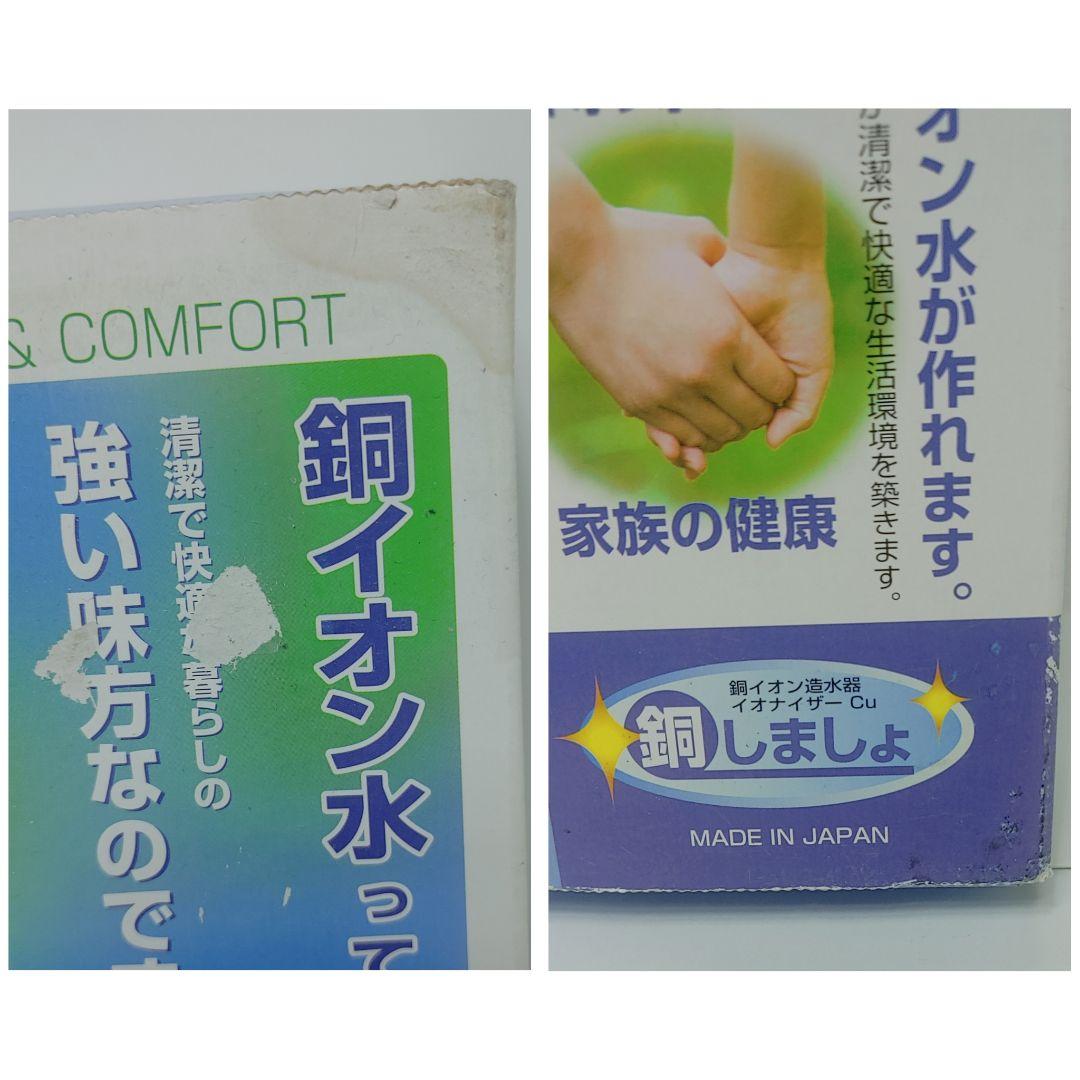 & COMFORT
銅イオン水って
清潔で快適な暮らしの
強い味方なので
オン水が作れます。
清潔で快適な生活環境を築きます。
家族の健康
銅イオン造水器
イオナイザー Cu
銅しましょ
MADE IN JAPAN